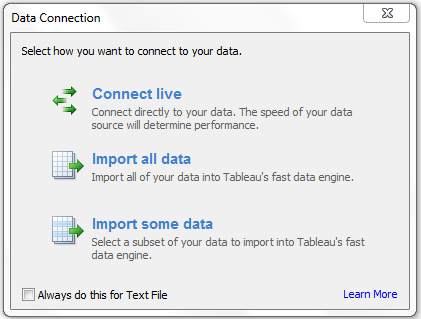 Data Connection
Select how you want to connect to your data.
Connect live
Connect directly to your data. The speed of your data
source will determine performance.
Import all data
Import all of your data into Tableau's fast data engine.
Import some data
Select a subset of your data to import into Tableau's fast
data engine.
Always do this for Text File
Learn More